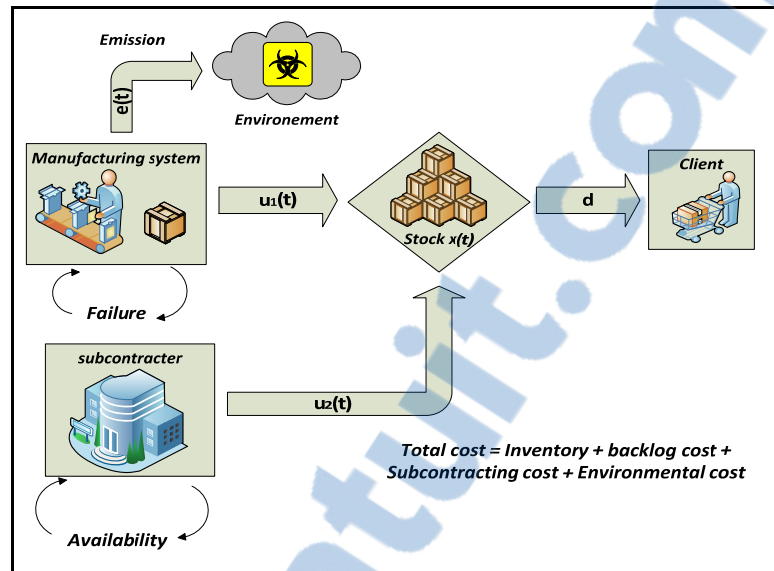 Emission
e(t)
Environement
Manufacturing system
u1(t)
Stock x(t)
d
Client
Failure
subcontracter
u2(t)
Total cost = Inventory + backlog cost +
Subcontracting cost + Environmental cost
Availability